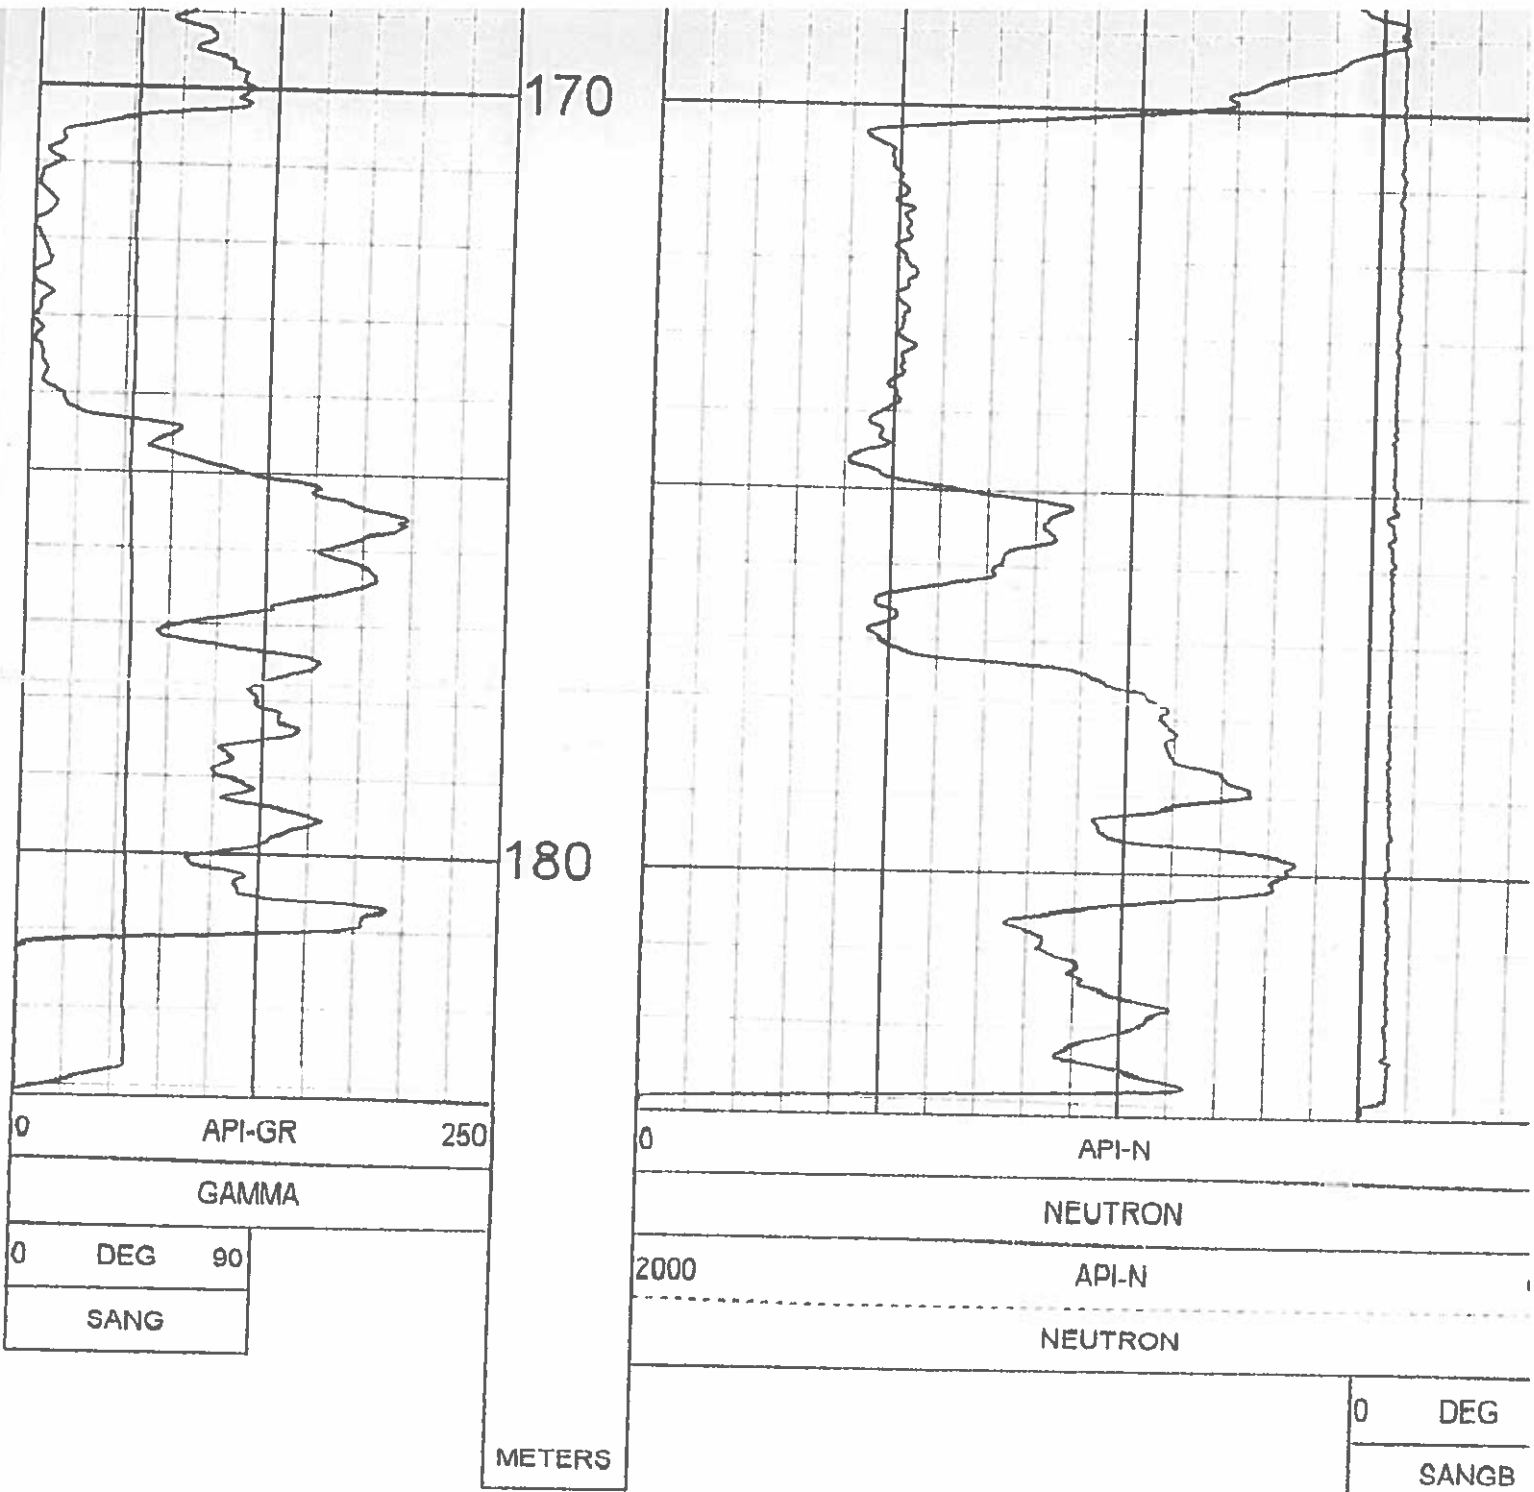 170
180
0 API-GR 250
GAMMA
0 DEG 90
SANG
METERS
0 API-N
NEUTRON
2000 API-N
NEUTRON
0 DEG
SANGB